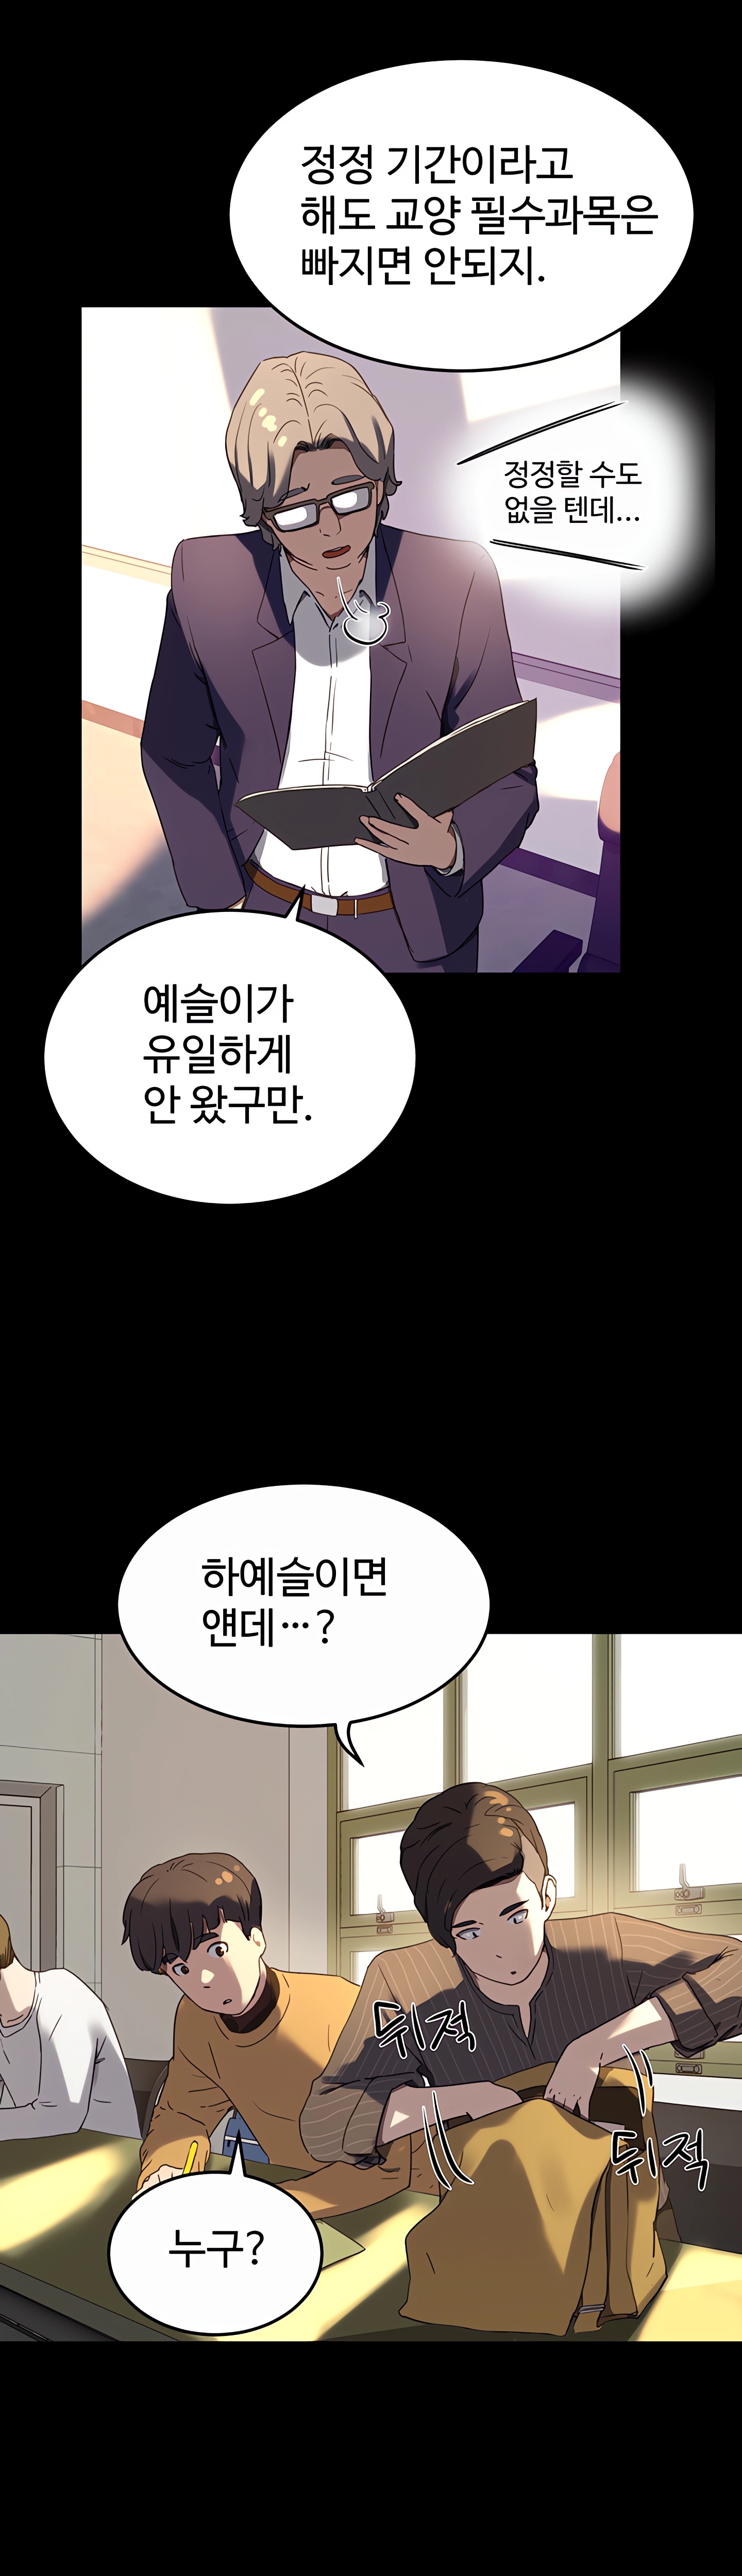 정정 기간이라고
해도 교양 필수과목은
빠지면 안되지.
정정할 수도
없을 텐데...
예슬이가
유일하게
안 왔구만.
하예슬이면
얜데…?
뒤적
뒤적
누구?